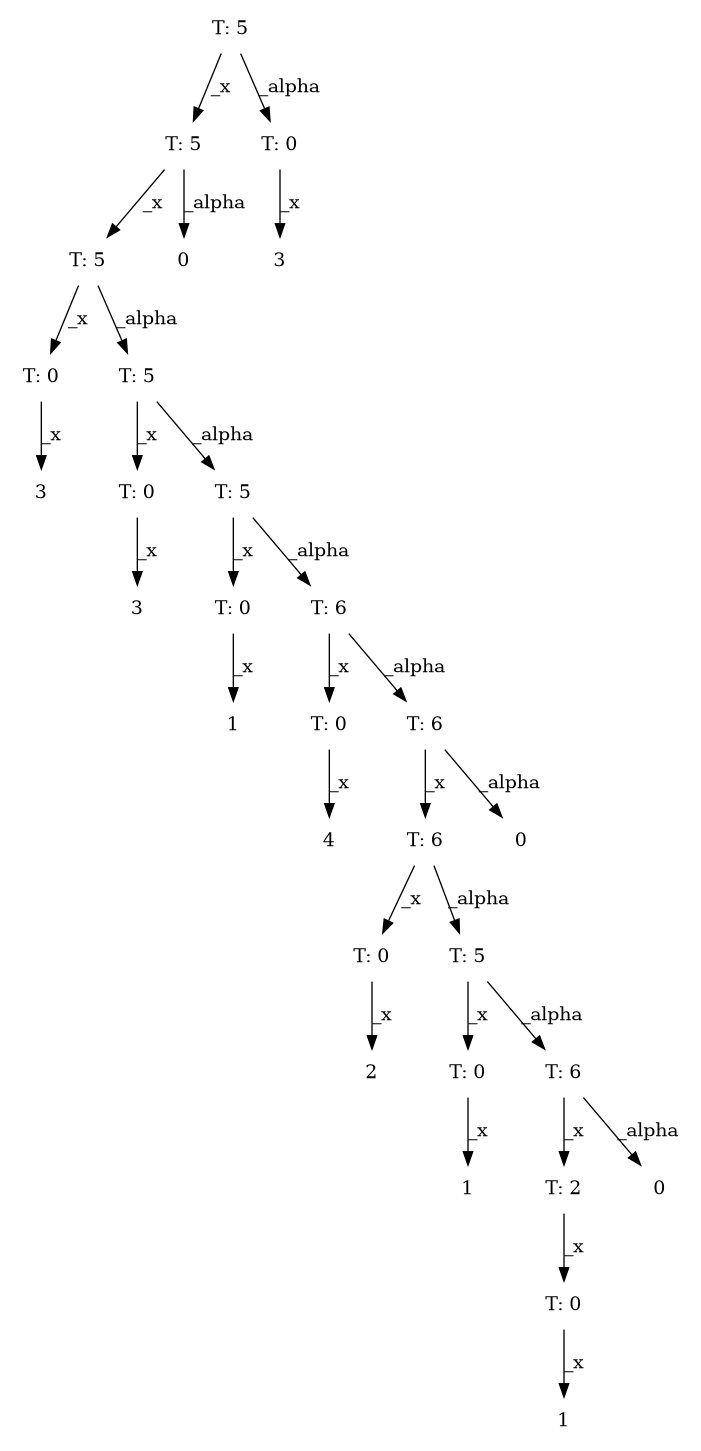 T: 5
_x _alpha
T: 5 T: 0
_x _alpha _x
T: 5 0 3
_x _alpha
T: 0 T: 5
_x _x _alpha
3 T: 0 T: 5
_x _x _alpha
3 T: 0 T: 6
_x _x _alpha
1 T: 0 T: 6
_x _x _alpha
4 T: 6 0
_x _alpha
T: 0 T: 5
_x _x _alpha
2 T: 0 T: 6
_x _x _alpha
1 T: 2 0
_x
T: 0
_x
1